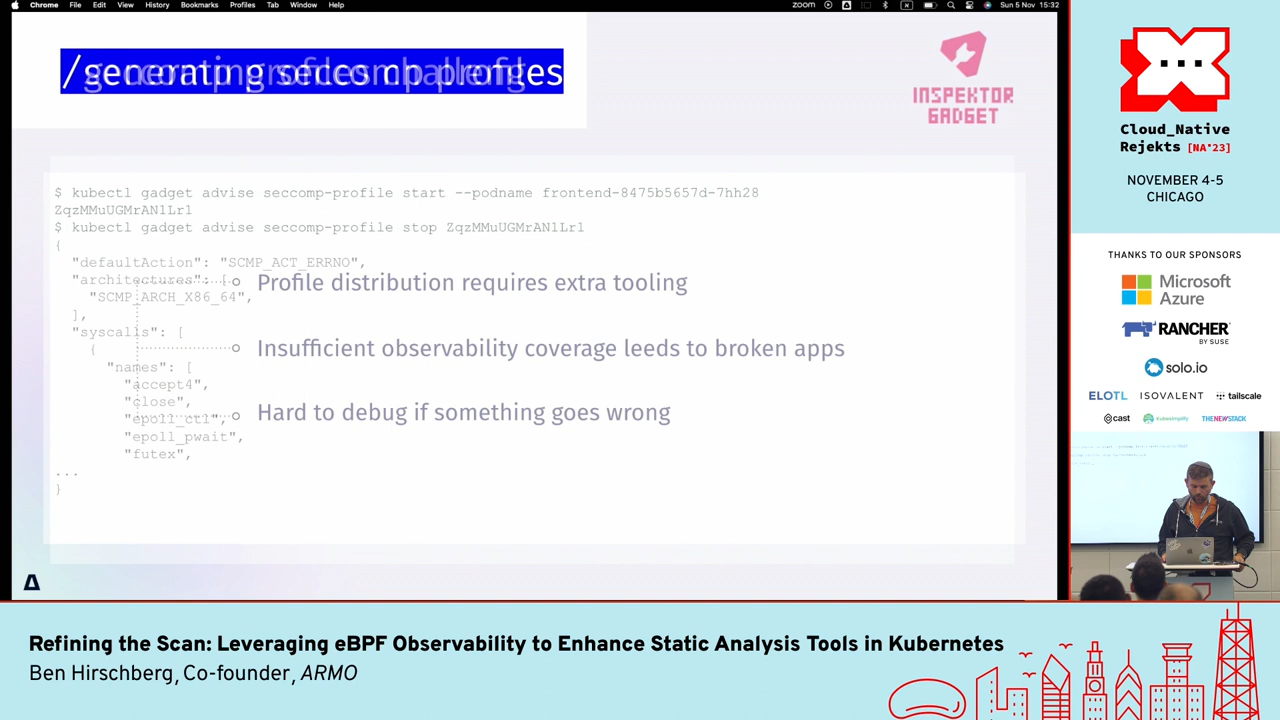 Chrome File Edit View History Bookmarks Profiles Tab Window Help
zoom
Sun 5 Nov 15:32
INSPEKTOR
GADGET
$ kubectl gadget advise seccomp-profile start --podname frontend-8475b5657d-7hh28
ZqzMMuUGMrAN1Lr1
$ kubectl gadget advise seccomp-profile stop ZqzMMuUGMrAN1Lr1
{
"defaultAction": "SCMP_ACT_ERRNO",
"architectures": [
Profile distribution requires extra tooling
"SCMP_ARCH_X86_64",
],
"syscalls": [
{
Insufficient observability coverage leeds to broken apps
"names": [
"accept4",
"close",
Hard to debug if something goes wrong
"epoll_ctl",
"epoll_pwait",
"futex",
...
}
Cloud_Native
Rejekts [NA'23]
NOVEMBER 4-5
CHICAGO
THANKS TO OUR SPONSORS
Microsoft
Azure
RANCHER
BY SUSE
solo.io
ELOTL ISOVALENT tailscale
cast Kubesimplify THENEWSTACK
Refining the Scan: Leveraging eBPF Observability to Enhance Static Analysis Tools in Kubernetes
Ben Hirschberg, Co-founder, ARMO